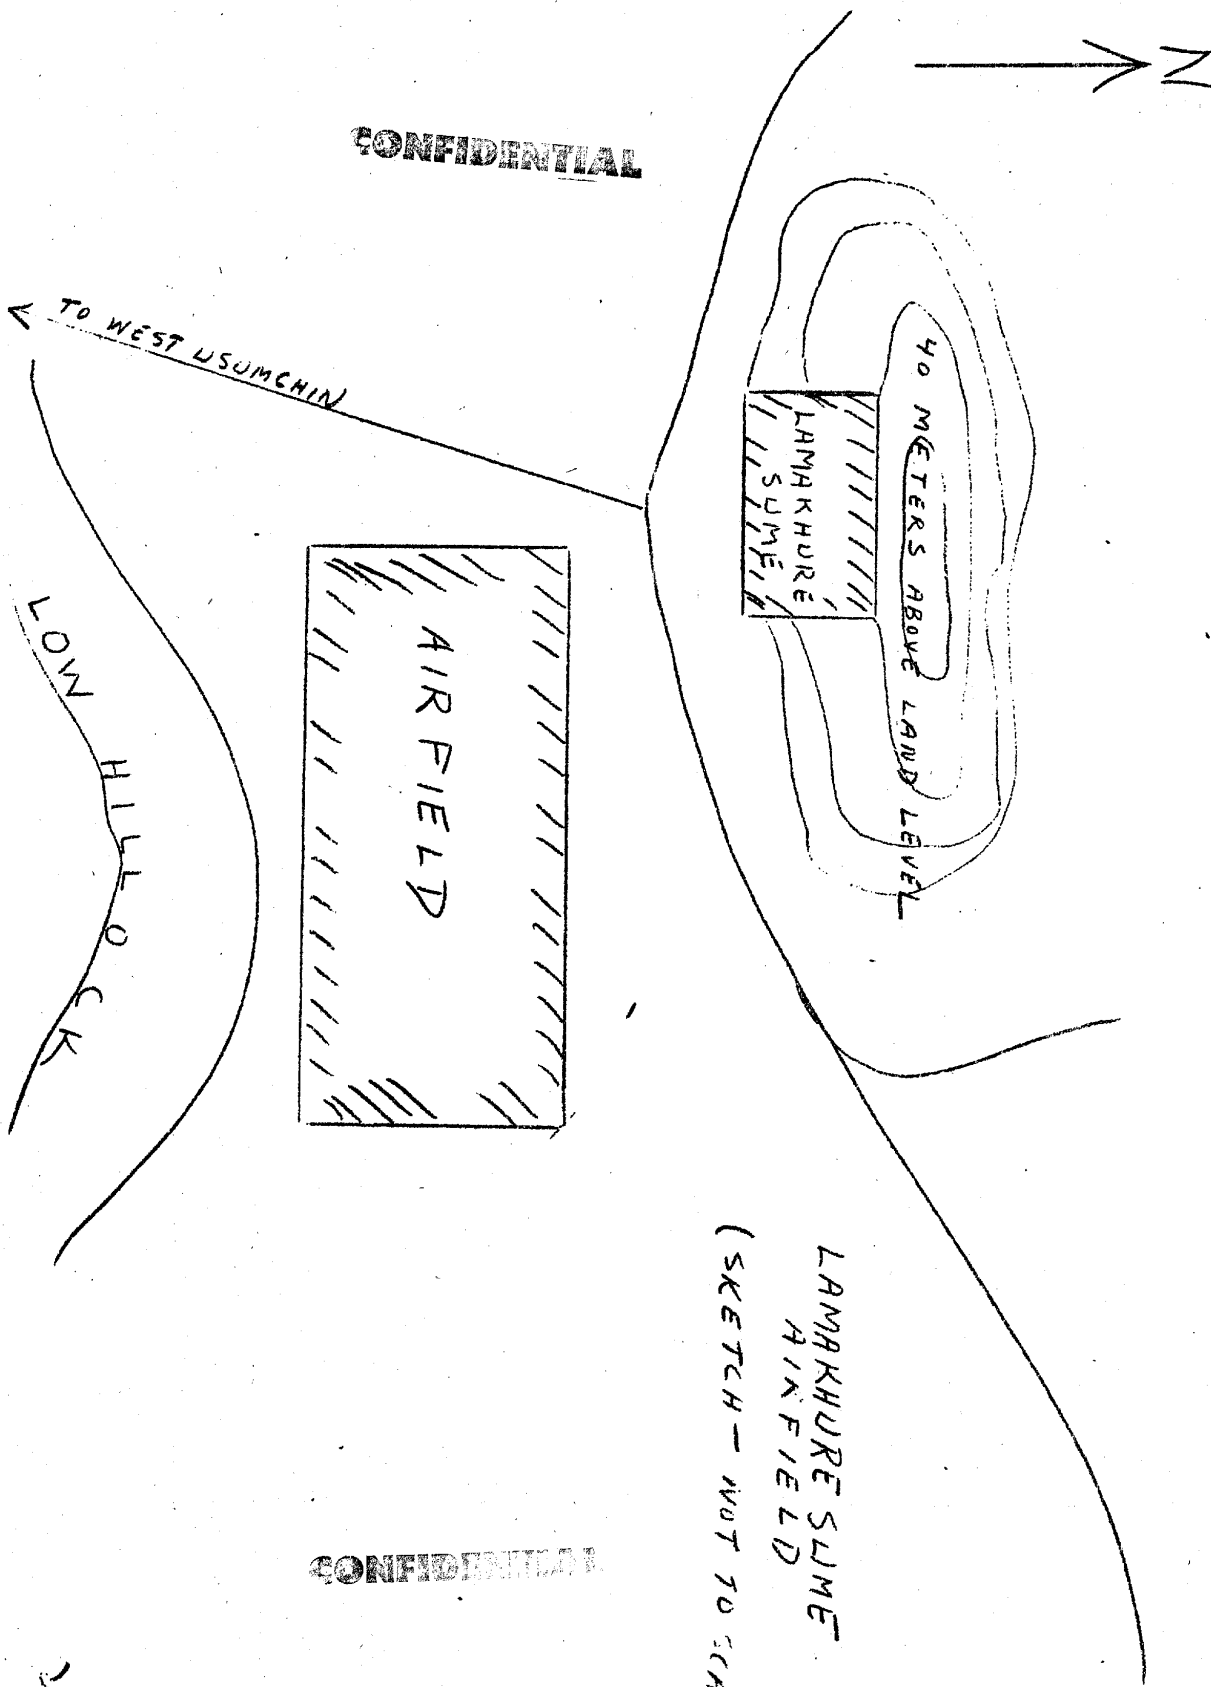 N
CONFIDENTIAL
40 METERS ABOVE LAND LEVEL
LAMAKHURE
SUME
TO WEST USUMCHIN
AIRFIELD
LOW HILLOCK
LAMAKHURE SUME
AIRFIELD
(SKETCH - NOT TO
CONFIDENTIAL